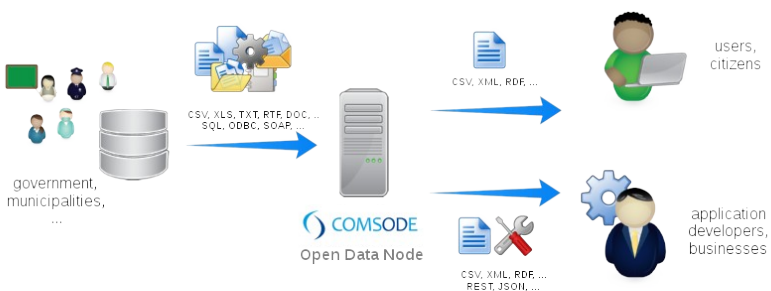 government,
municipalities,
...
CSV, XLS, TXT, RTF, DOC, ..
SQL, ODBC, SOAP, ...
COMSODE
Open Data Node
CSV, XML, RDF, ...
users,
citizens
CSV, XML, RDF, ...
REST, JSON, ...
application
developers,
businesses